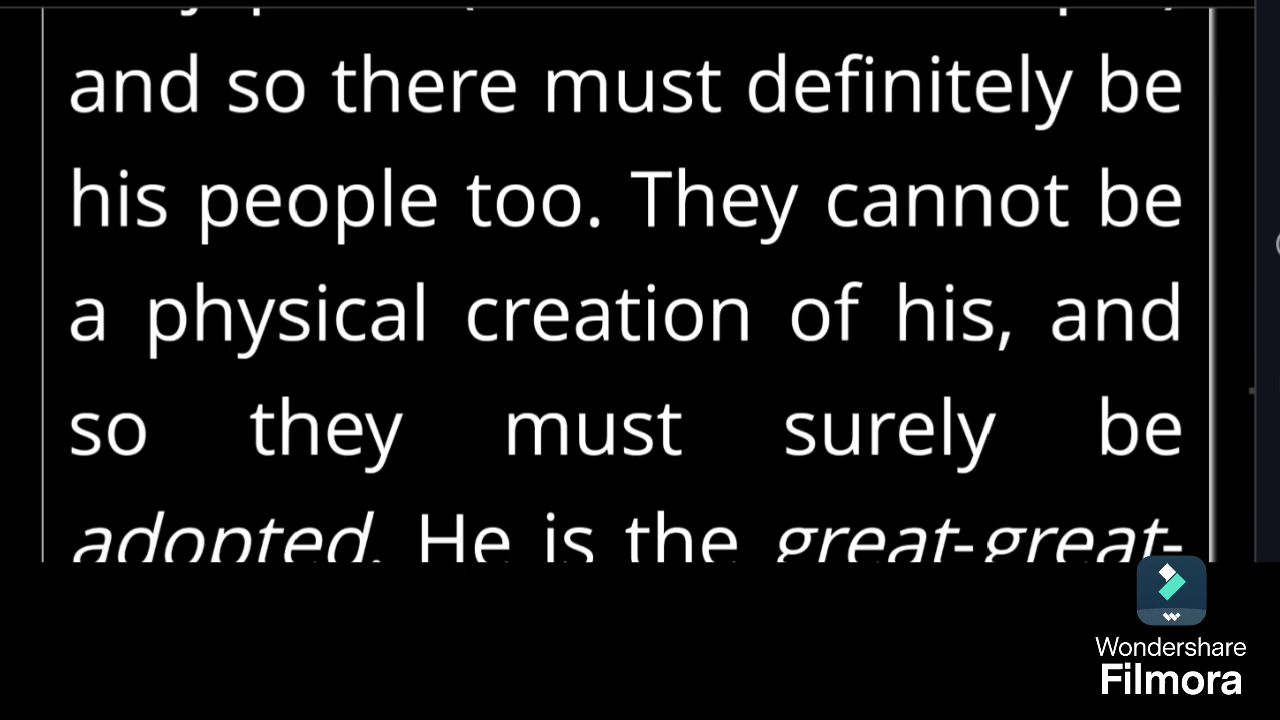 and so there must definitely be
his people too. They cannot be
a physical creation of his, and
so they must surely be
adopted. He is the great-great-
Wondershare
Filmora